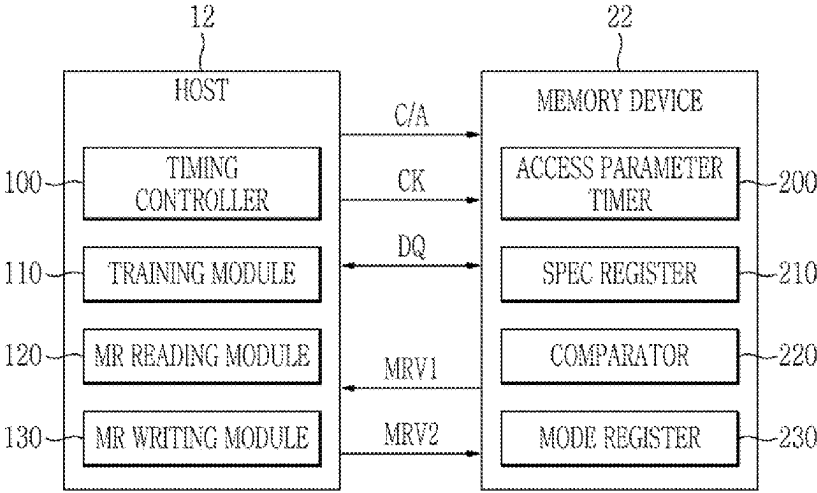 12
22
HOST
MEMORY DEVICE
C/A
100
TIMING
CONTROLLER
CK
ACCESS PARAMETER
TIMER
200
110
TRAINING MODULE
DQ
SPEC REGISTER
210
120
MR READING MODULE
MRV1
COMPARATOR
220
130
MR WRITING MODULE
MRV2
MODE REGISTER
230